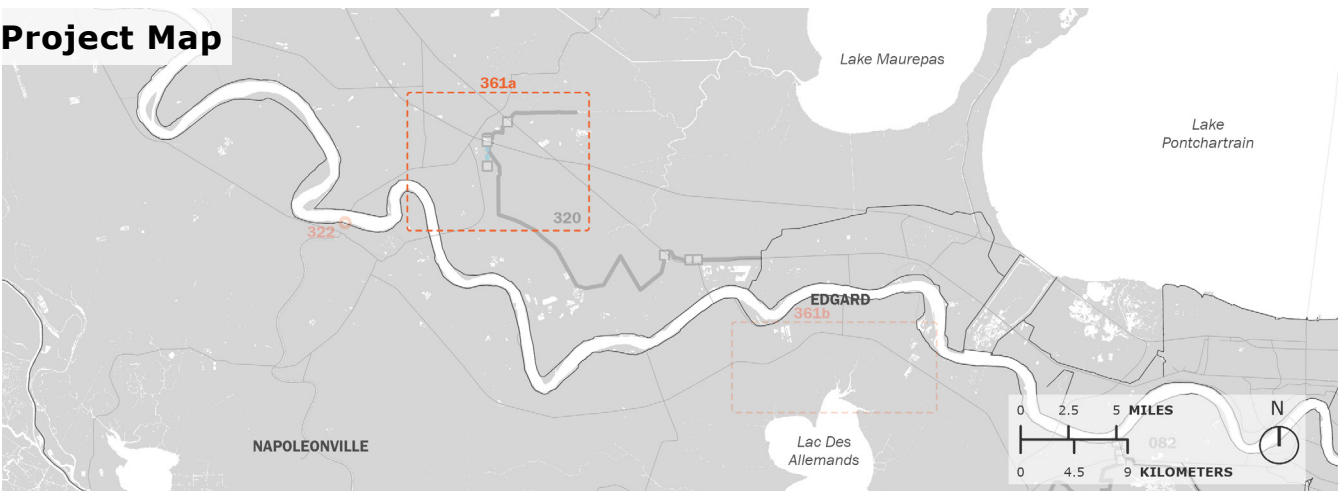 Project Map
Lake Maurepas
361a
Lake
Pontchartrain
320
322
EDGARD
361b
NAPOLEONVILLE
Lac Des
Allemands
0 2.5 5 MILES
N
082
0 4.5 9 KILOMETERS